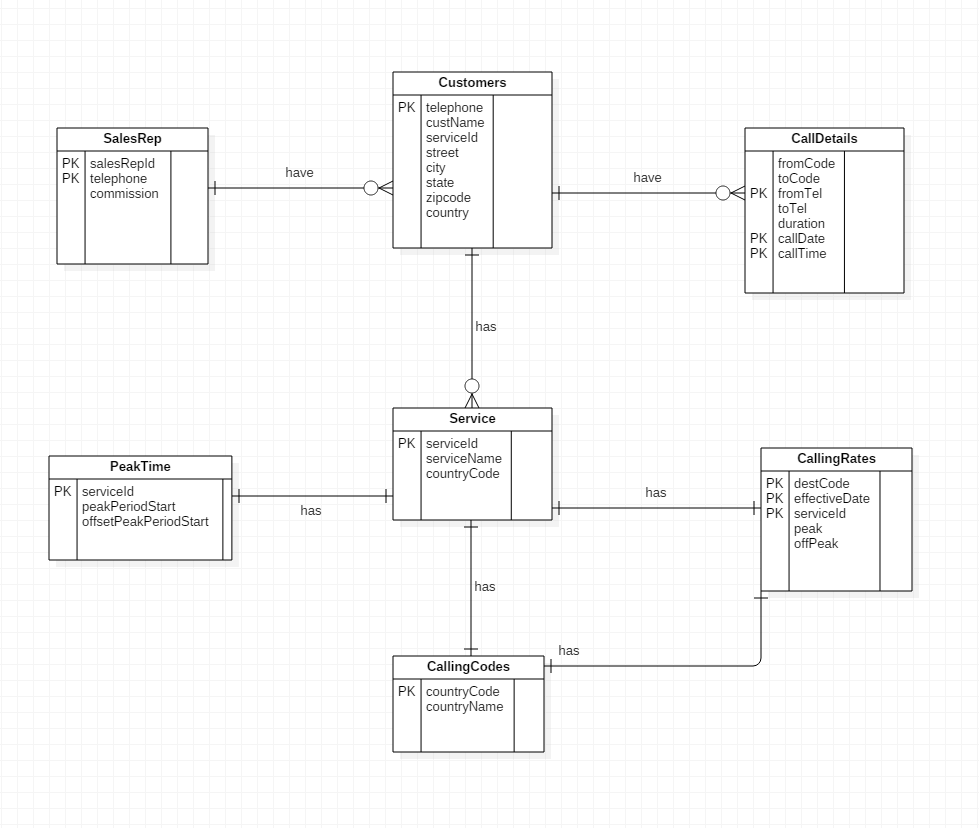 Customers
PK telephone
custName
serviceId
street
city
state
zipcode
country
SalesRep
PK salesRepId
PK telephone
commission
have
have
CallDetails
fromCode
toCode
PK fromTel
toTel
duration
PK callDate
PK callTime
has
Service
PK serviceId
serviceName
countryCode
PeakTime
PK serviceId
peakPeriodStart
offsetPeakPeriodStart
has
has
CallingRates
PK destCode
PK effectiveDate
PK serviceId
peak
offPeak
has
has
CallingCodes
PK countryCode
countryName